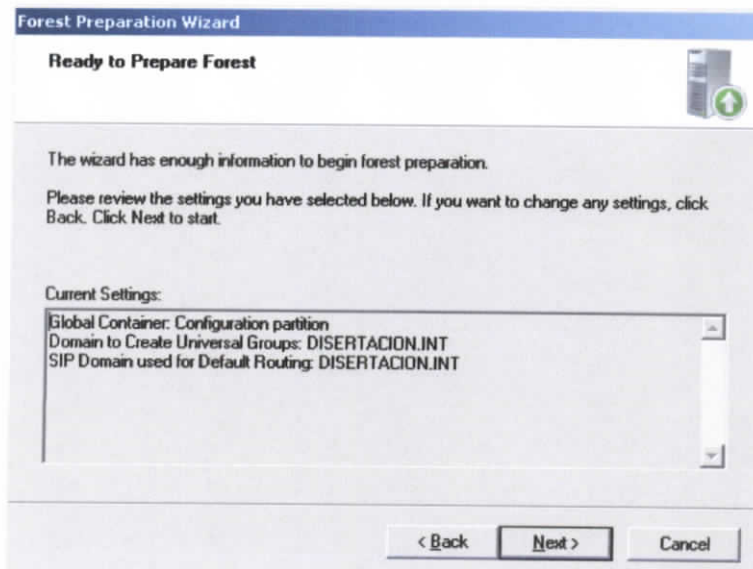 Forest Preparation Wizard
Ready to Prepare Forest
The wizard has enough information to begin forest preparation.
Please review the settings you have selected below. If you want to change any settings, click
Back. Click Next to start.
Current Settings:
Global Container: Configuration partition
Domain to Create Universal Groups: DISERTACION.INT
SIP Domain used for Default Routing: DISERTACION.INT
< Back
Next >
Cancel